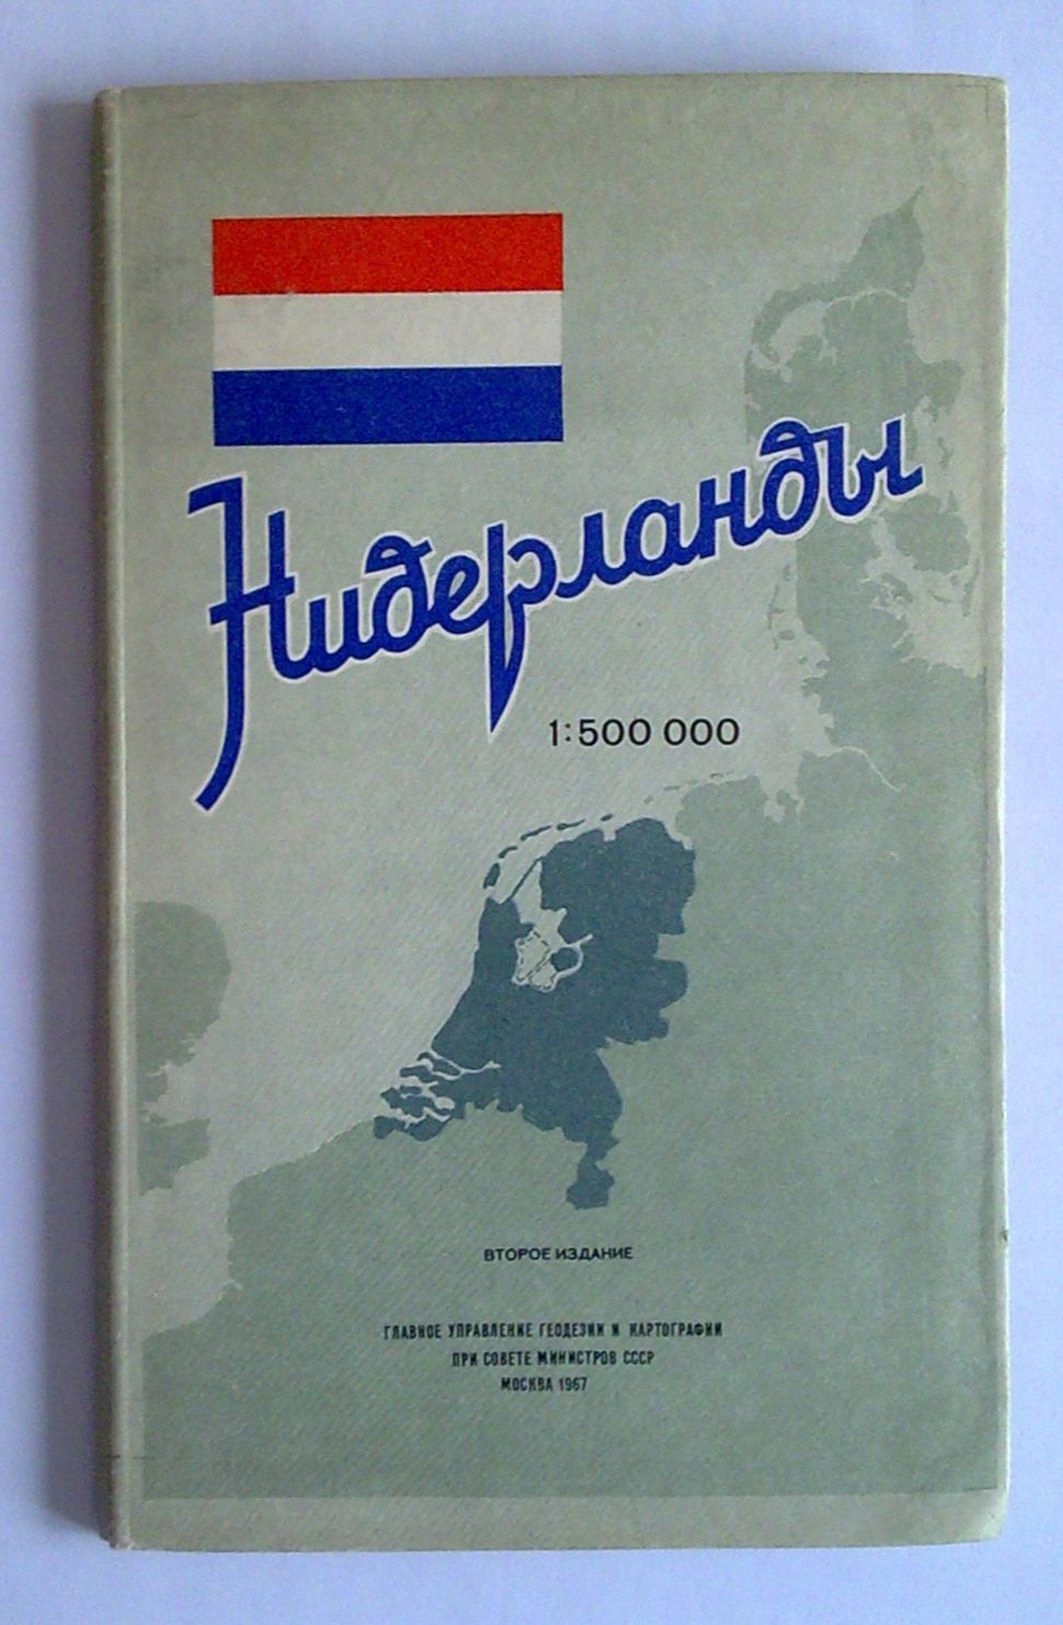 Нидерланды
1:500 000
ВТОРОЕ ИЗДАНИЕ
ГЛАВНОЕ УПРАВЛЕНИЕ ГЕОДЕЗИИ И КАРТОГРАФИИ
ПРИ СОВЕТЕ МИНИСТРОВ СССР
МОСКВА 1967